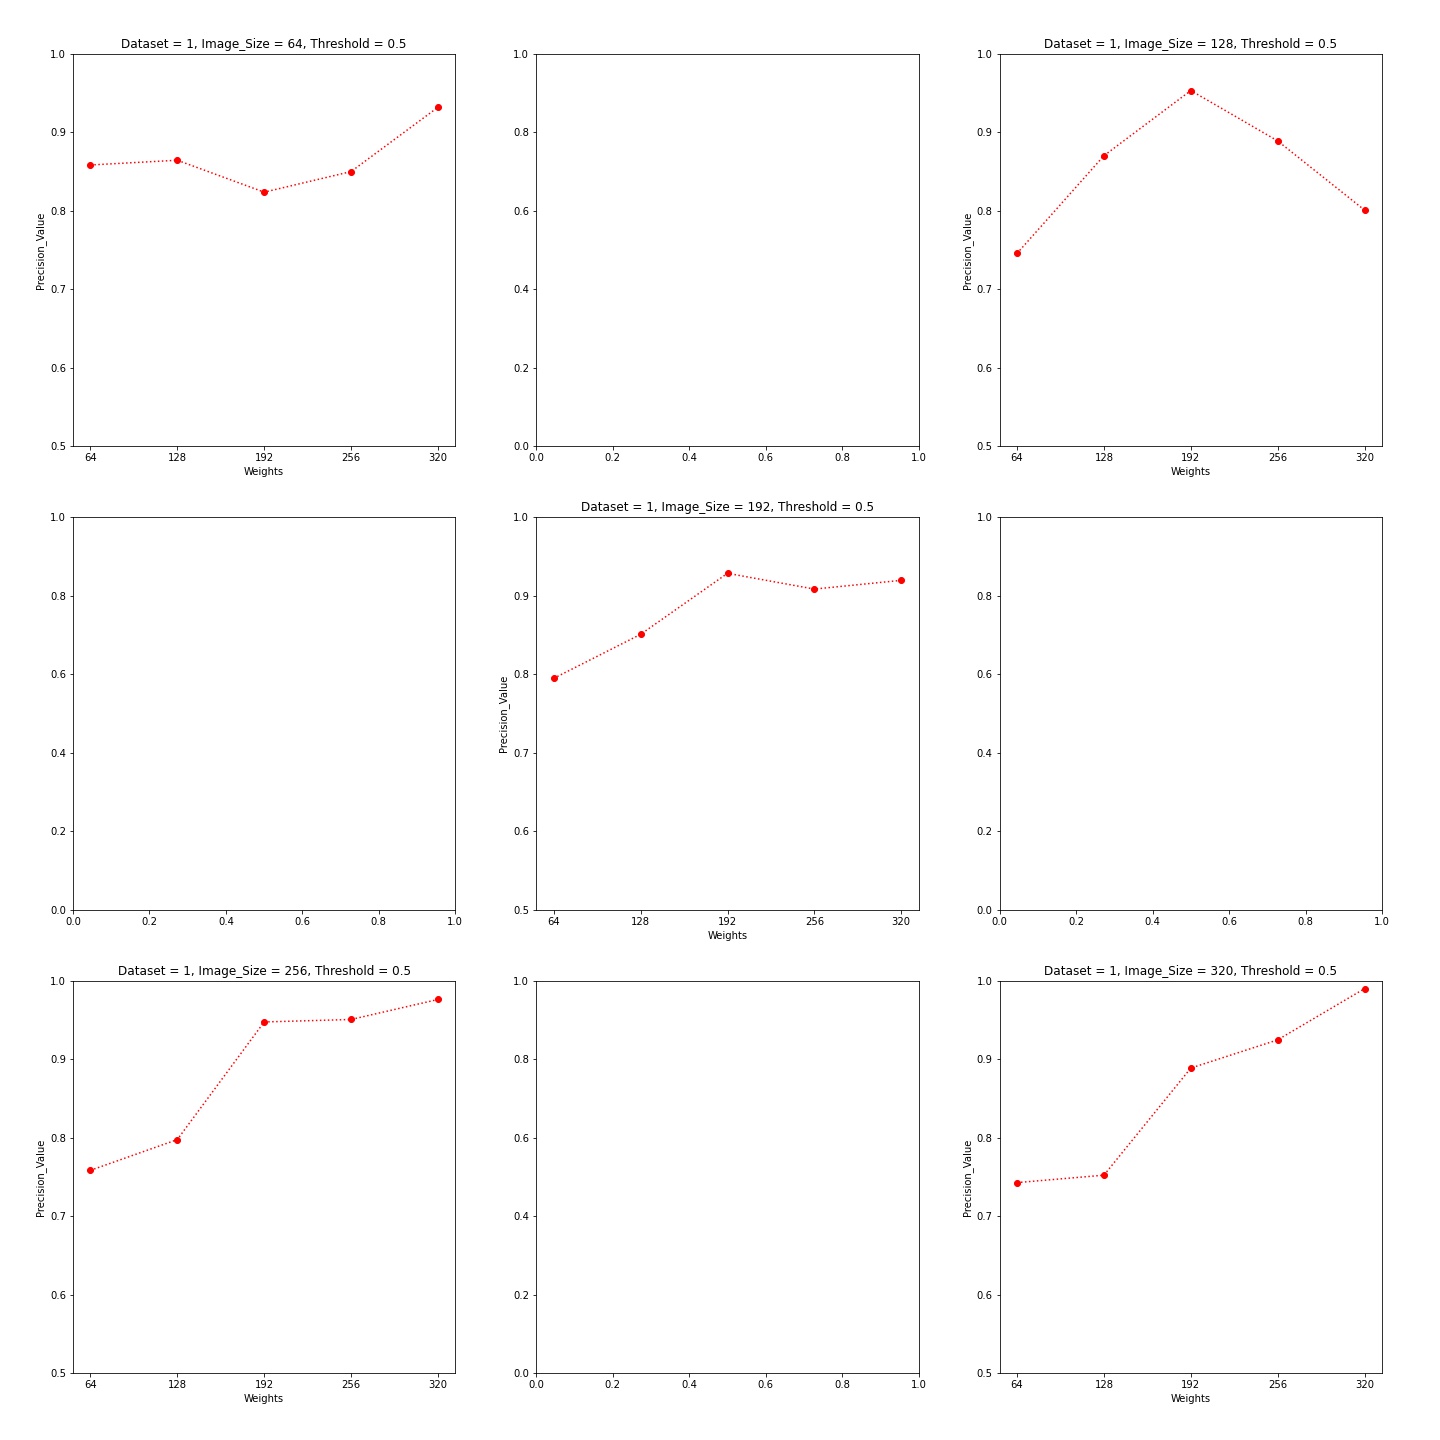 Dataset = 1, Image_Size = 64, Threshold = 0.5
1.0
0.9
0.8
0.7
0.6
0.5
Precision_Value
64 128 192 256 320
Weights
1.0
0.8
0.6
0.4
0.2
0.0
0.0 0.2 0.4 0.6 0.8 1.0
Dataset = 1, Image_Size = 128, Threshold = 0.5
1.0
0.9
0.8
0.7
0.6
0.5
Precision_Value
64 128 192 256 320
Weights
1.0
0.8
0.6
0.4
0.2
0.0
0.0 0.2 0.4 0.6 0.8 1.0
Dataset = 1, Image_Size = 192, Threshold = 0.5
1.0
0.9
0.8
0.7
0.6
0.5
Precision_Value
64 128 192 256 320
Weights
1.0
0.8
0.6
0.4
0.2
0.0
0.0 0.2 0.4 0.6 0.8 1.0
Dataset = 1, Image_Size = 256, Threshold = 0.5
1.0
0.9
0.8
0.7
0.6
0.5
Precision_Value
64 128 192 256 320
Weights
1.0
0.8
0.6
0.4
0.2
0.0
0.0 0.2 0.4 0.6 0.8 1.0
Dataset = 1, Image_Size = 320, Threshold = 0.5
1.0
0.9
0.8
0.7
0.6
0.5
Precision_Value
64 128 192 256 320
Weights